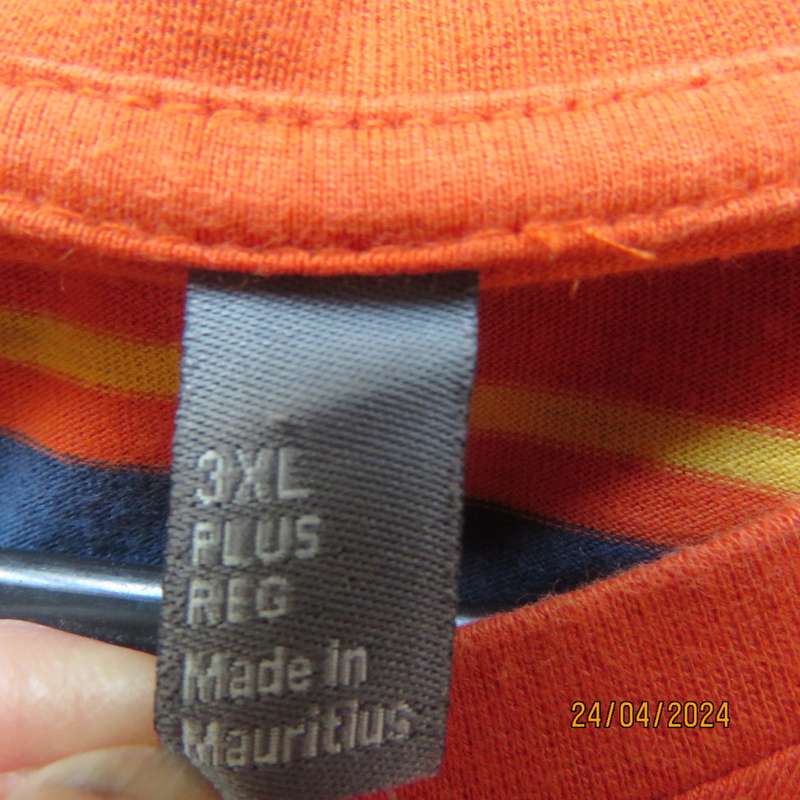 3XL
PLUS
REG
Made in
Mauritius
24/04/2024